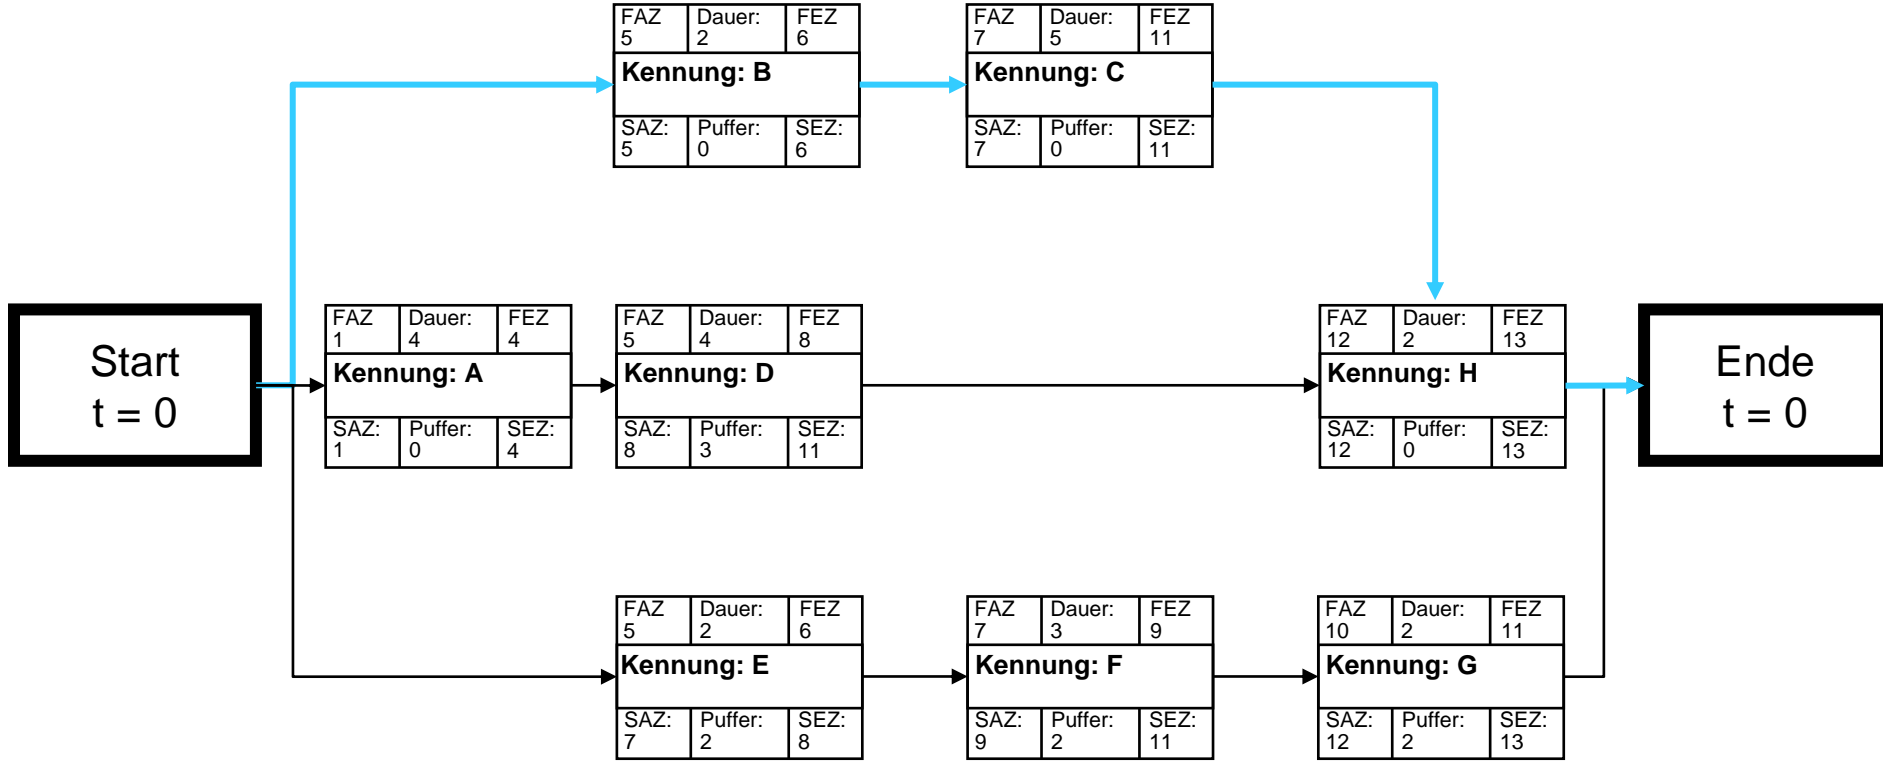 FAZ Dauer: FEZ
5 2 6
Kennung: B
SAZ: Puffer: SEZ:
5 0 6
FAZ Dauer: FEZ
7 5 11
Kennung: C
SAZ: Puffer: SEZ:
7 0 11
Start
t = 0
FAZ Dauer: FEZ
1 4 4
Kennung: A
SAZ: Puffer: SEZ:
1 0 4
FAZ Dauer: FEZ
5 4 8
Kennung: D
SAZ: Puffer: SEZ:
8 3 11
FAZ Dauer: FEZ
12 2 13
Kennung: H
SAZ: Puffer: SEZ:
12 0 13
Ende
t = 0
FAZ Dauer: FEZ
5 2 6
Kennung: E
SAZ: Puffer: SEZ:
7 2 8
FAZ Dauer: FEZ
7 3 9
Kennung: F
SAZ: Puffer: SEZ:
9 2 11
FAZ Dauer: FEZ
10 2 11
Kennung: G
SAZ: Puffer: SEZ:
12 2 13